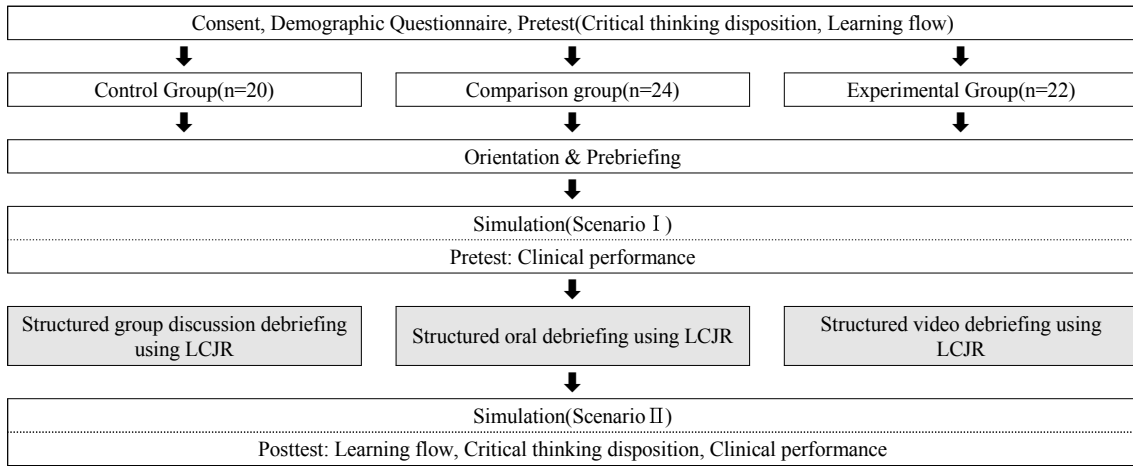 Consent, Demographic Questionnaire, Pretest(Critical thinking disposition, Learning flow)
Control Group(n=20)
Comparison group(n=24)
Experimental Group(n=22)
Orientation & Prebriefing
Simulation(Scenario Ⅰ)
Pretest: Clinical performance
Structured group discussion debriefing
using LCJR
Structured oral debriefing using LCJR
Structured video debriefing using
LCJR
Simulation(Scenario Ⅱ)
Posttest: Learning flow, Critical thinking disposition, Clinical performance